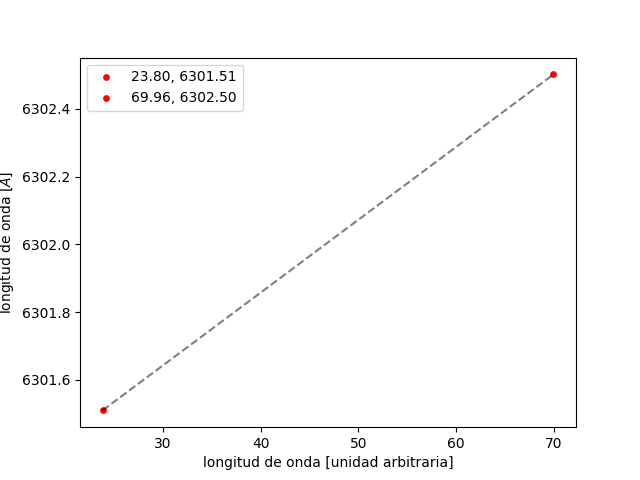 23.80, 6301.51
69.96, 6302.50
6302.4
6302.2
6302.0
6301.8
6301.6
longitud de onda [A]
30 40 50 60 70
longitud de onda [unidad arbitraria]